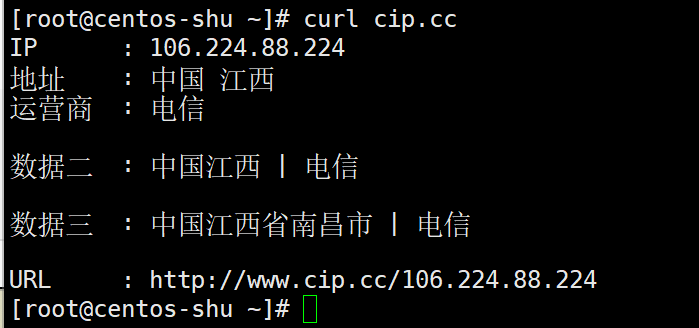 [root@centos-shu ~]# curl cip.cc
IP : 106.224.88.224
地址 : 中国 江西
运营商 : 电信
数据二 : 中国江西 | 电信
数据三 : 中国江西省南昌市 | 电信
URL : http://www.cip.cc/106.224.88.224
[root@centos-shu ~]#